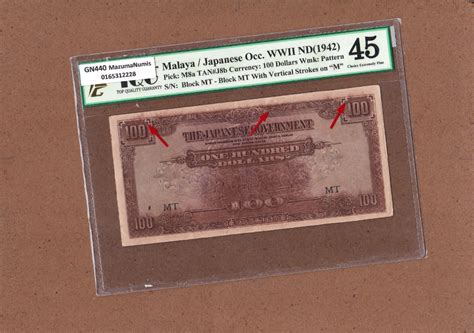 GN440 MazumaNumis
0165312228
TQG
TOP QUALITY GUARANTY
Malaya / Japanese Occ. WWII ND(1942)
Pick: M8a TAN#J8b Currency: 100 Dollars Wmk: Pattern
S/N: Block MT - Block MT With Vertical Strokes on "M"
45
Choice Extremely Fine
100
100
THE JAPANESE GOVERNMENT
ONE HUNDRED
DOLLARS
MT
MT
100
100
100